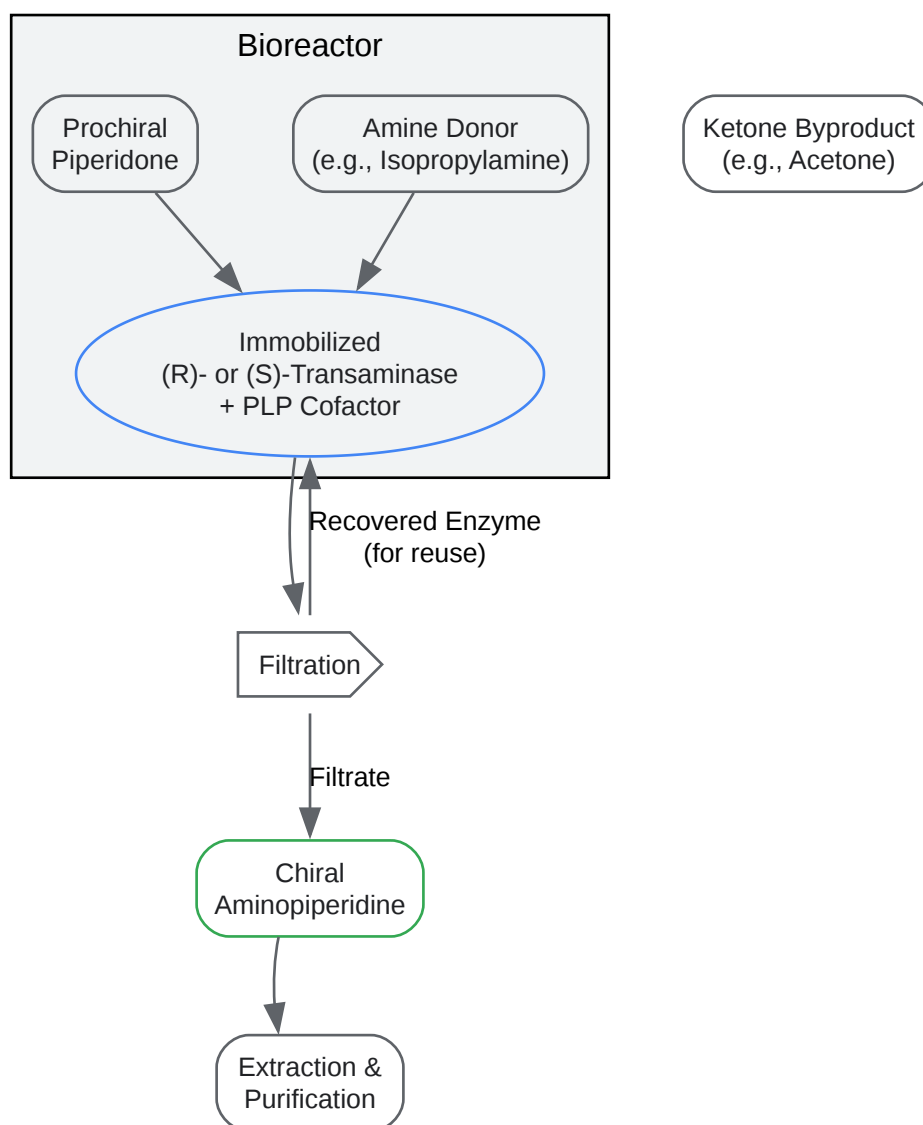 Bioreactor
Prochiral
Piperidone
Amine Donor
(e.g., Isopropylamine)
Ketone Byproduct
(e.g., Acetone)
Immobilized
(R)- or (S)-Transaminase
+ PLP Cofactor
Recovered Enzyme
(for reuse)
Filtration
Filtrate
Chiral
Aminopiperidine
Extraction &
Purification